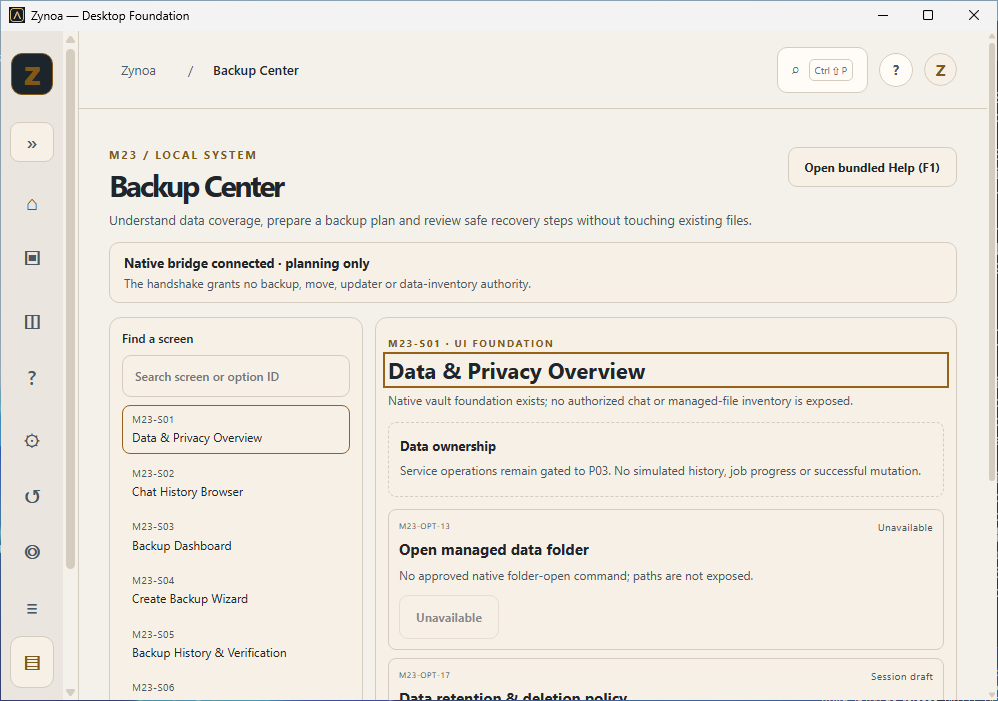 Zynoa — Desktop Foundation
Z
»
?
Zynoa / Backup Center
Ctrl ⇧ P
?
Z
M23 / LOCAL SYSTEM
Backup Center
Open bundled Help (F1)
Understand data coverage, prepare a backup plan and review safe recovery steps without touching existing files.
Native bridge connected · planning only
The handshake grants no backup, move, updater or data-inventory authority.
Find a screen
Search screen or option ID
M23-S01
Data & Privacy Overview
M23-S02
Chat History Browser
M23-S03
Backup Dashboard
M23-S04
Create Backup Wizard
M23-S05
Backup History & Verification
M23-S06
M23-S01 · UI FOUNDATION
Data & Privacy Overview
Native vault foundation exists; no authorized chat or managed-file inventory is exposed.
Data ownership
Service operations remain gated to P03. No simulated history, job progress or successful mutation.
M23-OPT-13
Unavailable
Open managed data folder
No approved native folder-open command; paths are not exposed.
Unavailable
M23-OPT-17
Session draft
Data retention & deletion policy